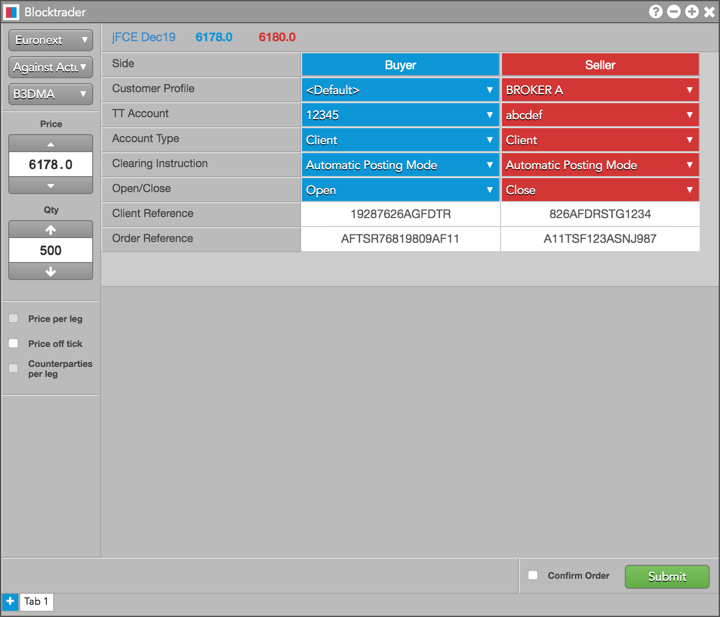 Blocktrader
Euronext
Against Actu
B3DMA
Price
6178.0
Qty
500
Price per leg
Price off tick
Counterparties
per leg
jFCE Dec19 6178.0 6180.0
Side Buyer Seller
Customer Profile <Default> BROKER A
TT Account 12345 abcdef
Account Type Client Client
Clearing Instruction Automatic Posting Mode Automatic Posting Mode
Open/Close Open Close
Client Reference 19287626AGFDTR 826AFDRSTG1234
Order Reference AFTSR76819809AF11 A11TSF123ASNJ987
Confirm Order Submit
Tab 1